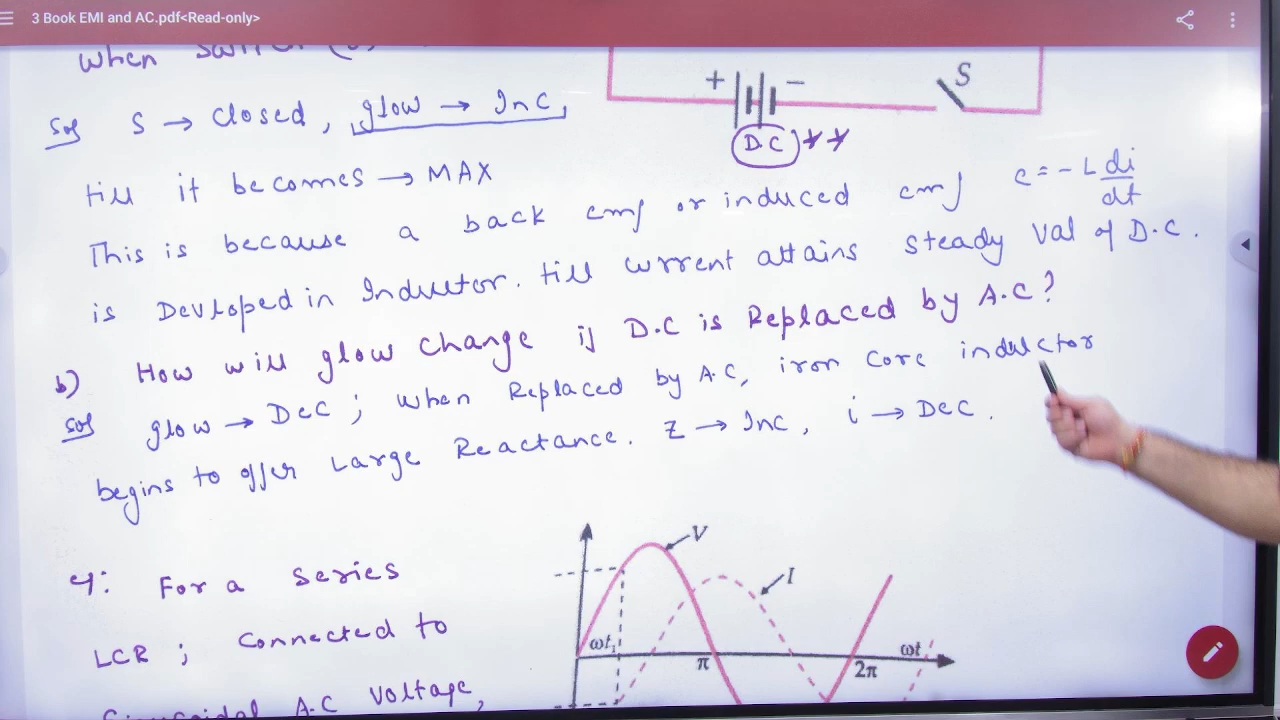 3 Book EMI and AC.pdf<Read-only>
When
+ − S
D.C
Sol S → closed, glow → Inc,
till it becomes → MAX
This is because a back emf or induced emf e = - L di/dt
is Devloped in Inductor. till current attains steady val of D.C.
b) How will glow change if D.C is Replaced by A.C?
Sol glow → Dec ; when Replaced by A.C, iron core inductor
begins to offer Large Reactance. Z → Inc, i → Dec.
V
I
ωt₁ π 2π ωt
For a series
LCR ; connected to
Sinusoidal A.C voltage,